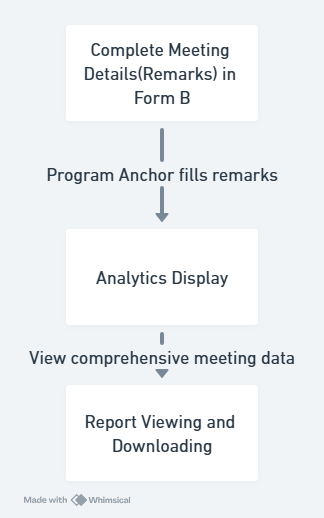 Complete Meeting
Details(Remarks) in
Form B
Program Anchor fills remarks
Analytics Display
View comprehensive meeting data
Report Viewing and
Downloading
Made with Whimsical